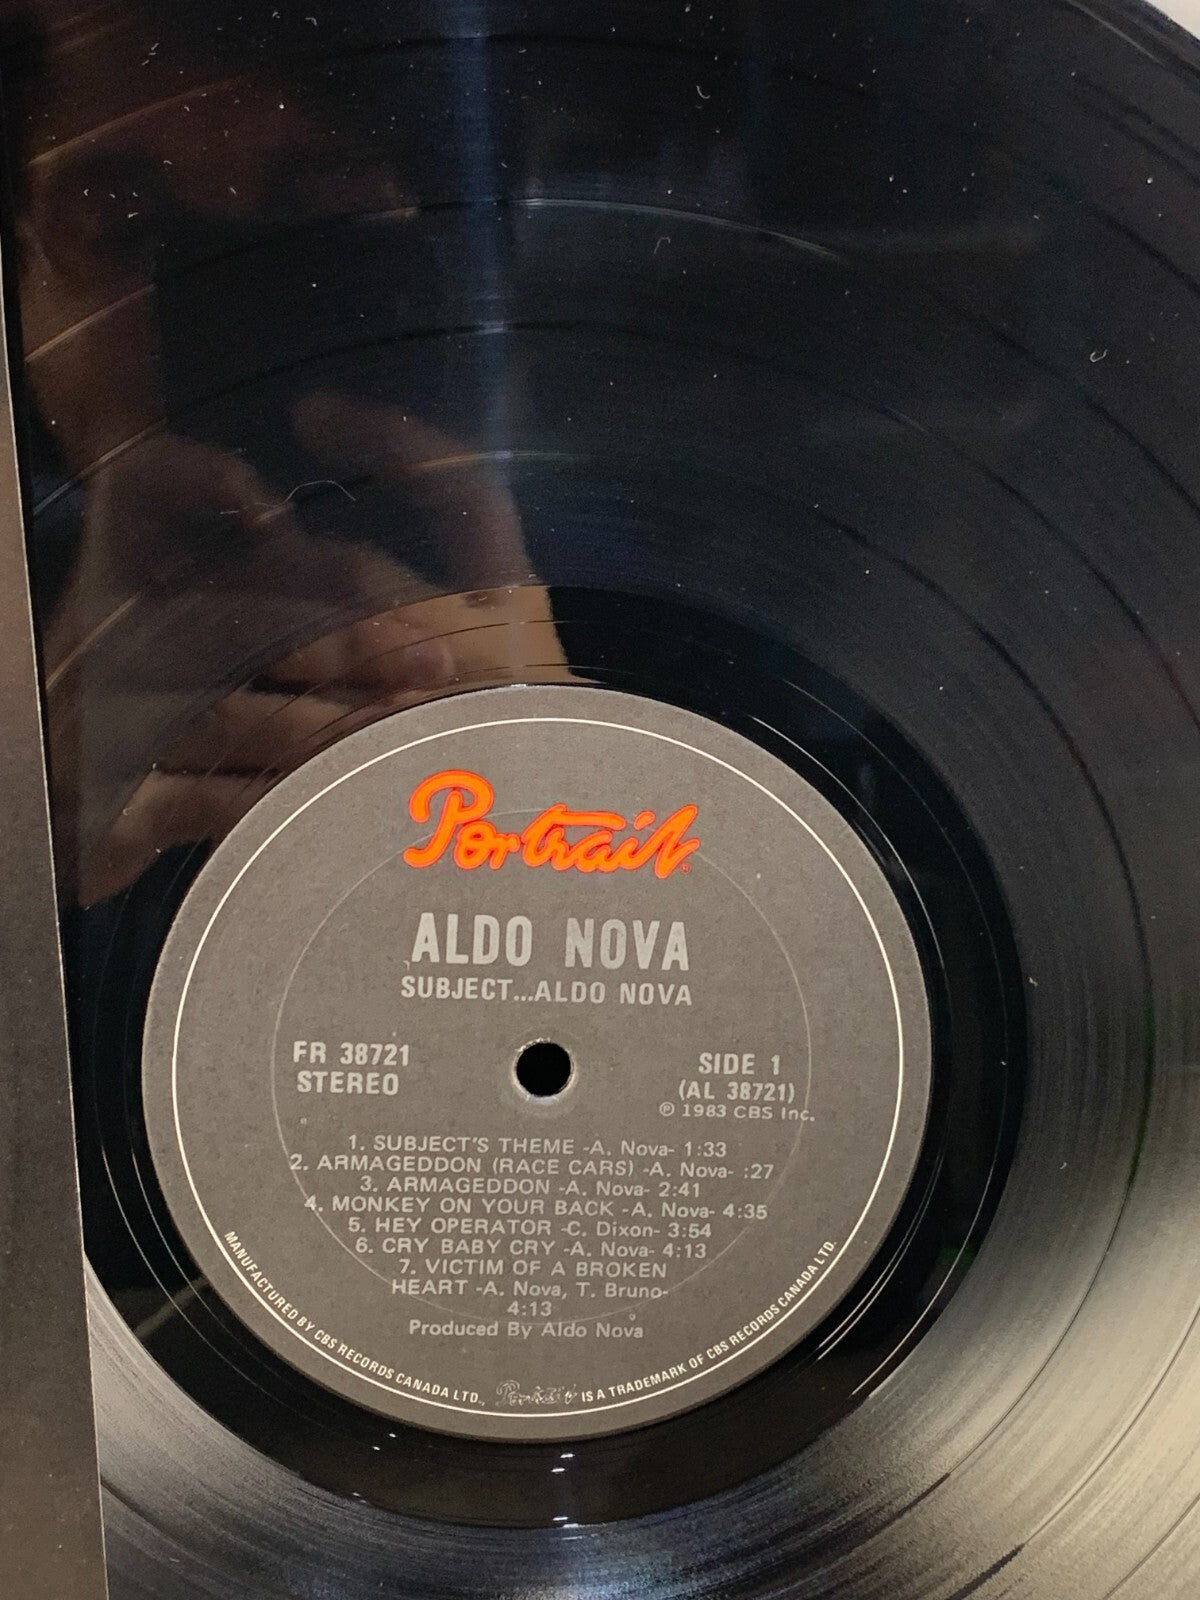 Portrait
ALDO NOVA
SUBJECT...ALDO NOVA
FR 38721
STEREO
SIDE 1
(AL 38721)
℗ 1983 CBS Inc.
1. SUBJECT'S THEME -A. Nova- 1:33
2. ARMAGEDDON (RACE CARS) -A. Nova- :27
3. ARMAGEDDON -A. Nova- 2:41
4. MONKEY ON YOUR BACK -A. Nova- 4:35
5. HEY OPERATOR -C. Dixon- 3:54
6. CRY BABY CRY -A. Nova- 4:13
7. VICTIM OF A BROKEN
HEART -A. Nova, T. Bruno-
4:13
Produced By Aldo Nova
MANUFACTURED BY CBS RECORDS CANADA LTD., Portrait IS A TRADEMARK OF CBS RECORDS CANADA LTD.